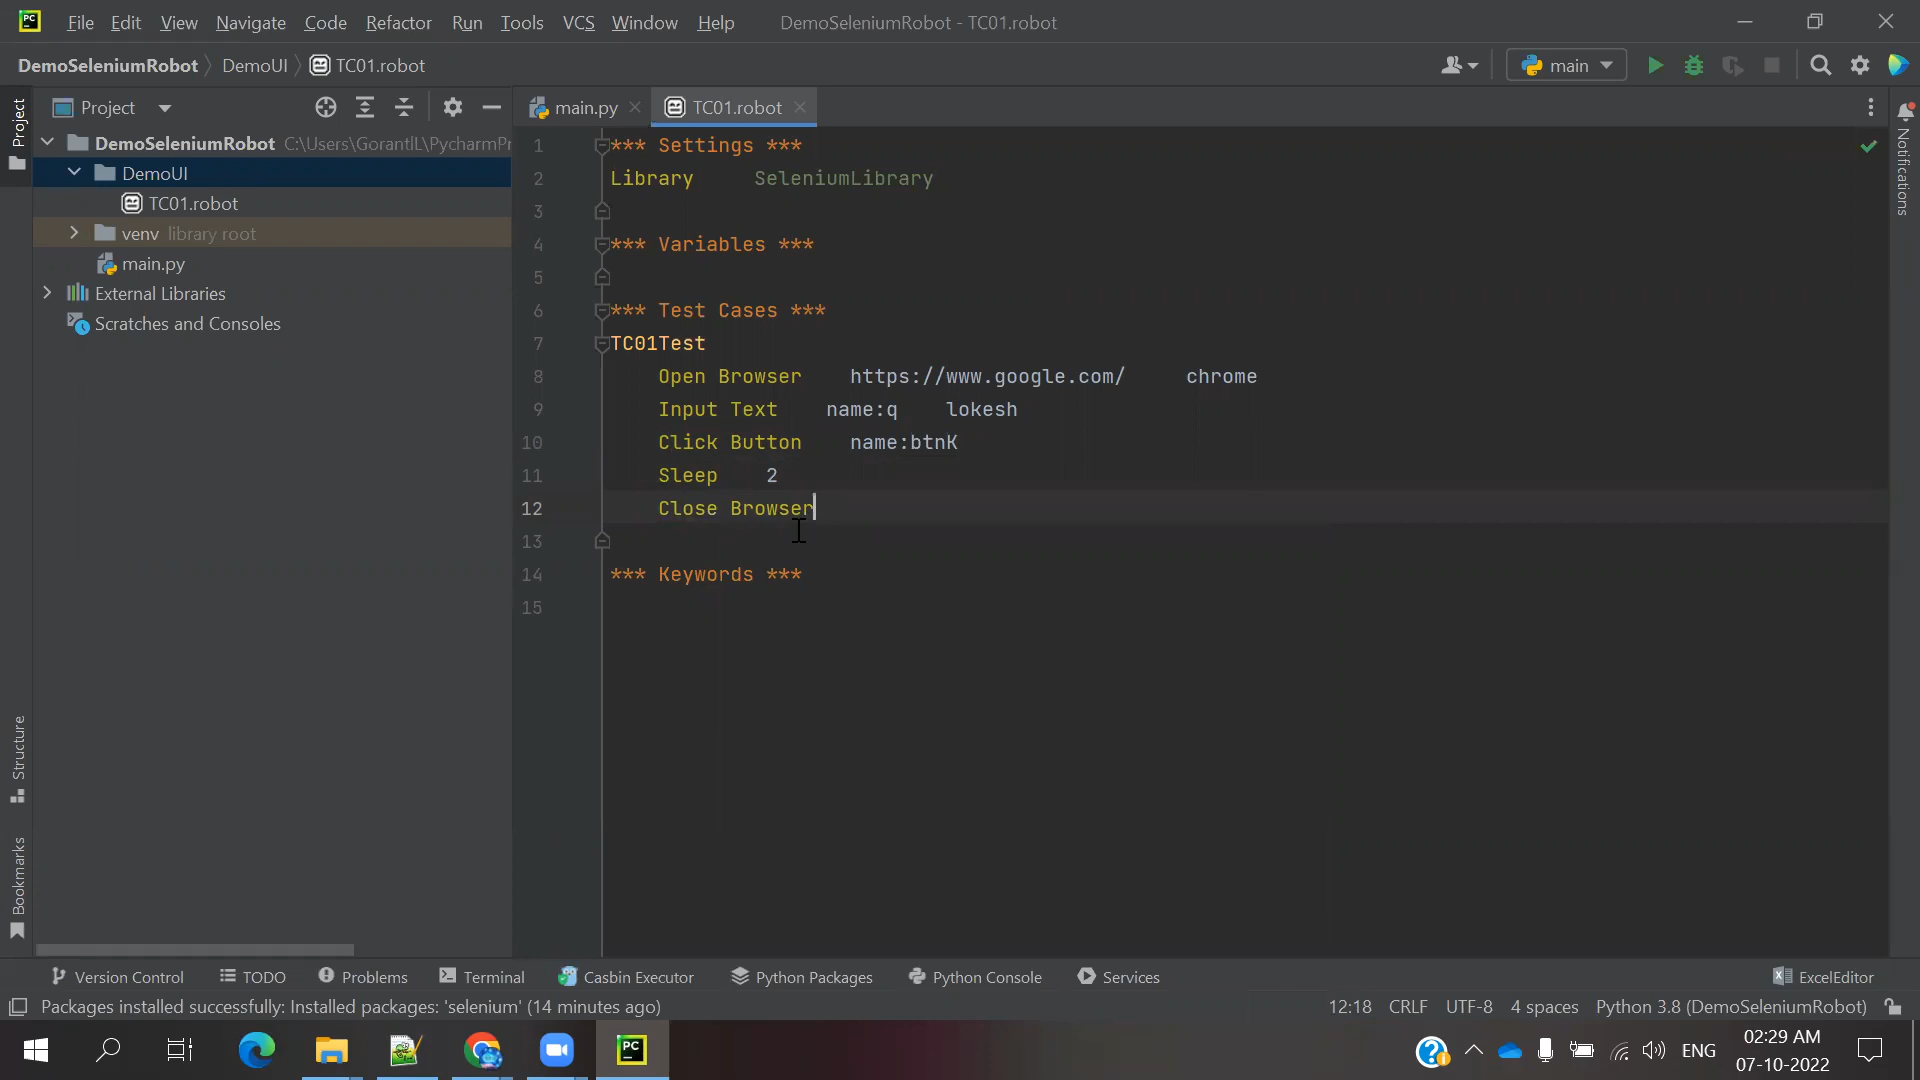 PC File Edit View Navigate Code Refactor Run Tools VCS Window Help DemoSeleniumRobot - TC01.robot
DemoSeleniumRobot DemoUI TC01.robot main
Project
Project
main.py TC01.robot
DemoSeleniumRobot C:\Users\GorantlL\PycharmPr
DemoUI
TC01.robot
venv library root
main.py
External Libraries
Scratches and Consoles
1 *** Settings ***
2 Library SeleniumLibrary
3
4 *** Variables ***
5
6 *** Test Cases ***
7 TC01Test
8 Open Browser https://www.google.com/ chrome
9 Input Text name:q lokesh
10 Click Button name:btnK
11 Sleep 2
12 Close Browser
13
14 *** Keywords ***
15
Notifications
Structure
Bookmarks
Version Control TODO Problems Terminal Casbin Executor Python Packages Python Console Services ExcelEditor
Packages installed successfully: Installed packages: 'selenium' (14 minutes ago) 12:18 CRLF UTF-8 4 spaces Python 3.8 (DemoSeleniumRobot)
PC ENG 02:29 AM
07-10-2022